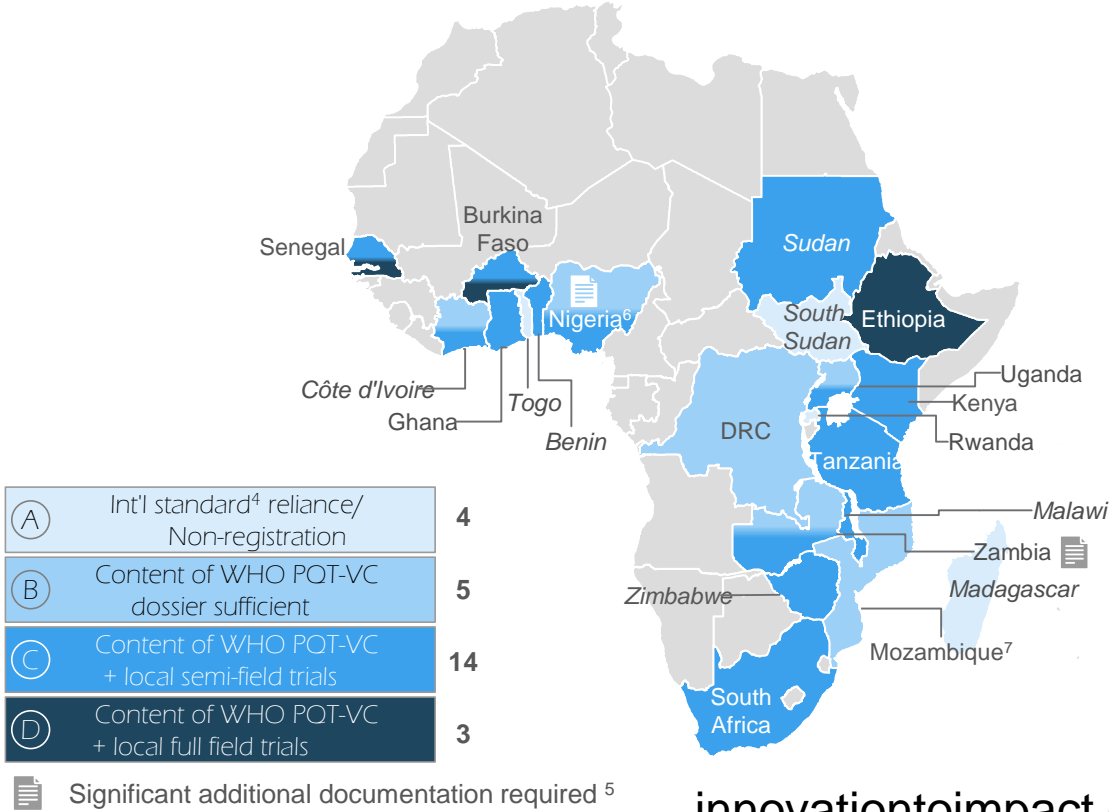 Burkina
Faso
Senegal
Sudan
Nigeria⁶
South
Sudan
Ethiopia
Côte d'Ivoire
Ghana
Togo
Benin
Uganda
Kenya
DRC
Rwanda
Tanzania
Malawi
Zambia
Madagascar
Zimbabwe
Mozambique⁷
South
Africa
A Int'l standard⁴ reliance/
Non-registration 4
B Content of WHO PQT-VC
dossier sufficient 5
C Content of WHO PQT-VC
+ local semi-field trials 14
D Content of WHO PQT-VC
+ local full field trials 3
Significant additional documentation required ⁵